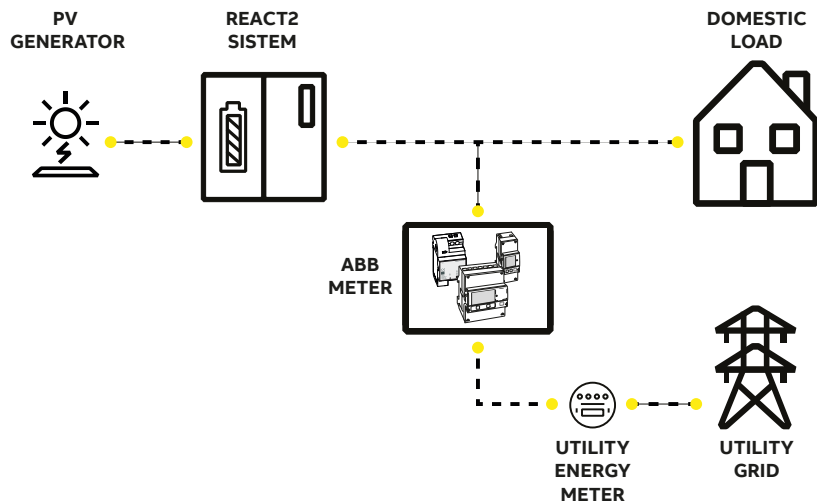 PV
GENERATOR
REACT2
SISTEM
DOMESTIC
LOAD
ABB
METER
UTILITY
ENERGY
METER
UTILITY
GRID